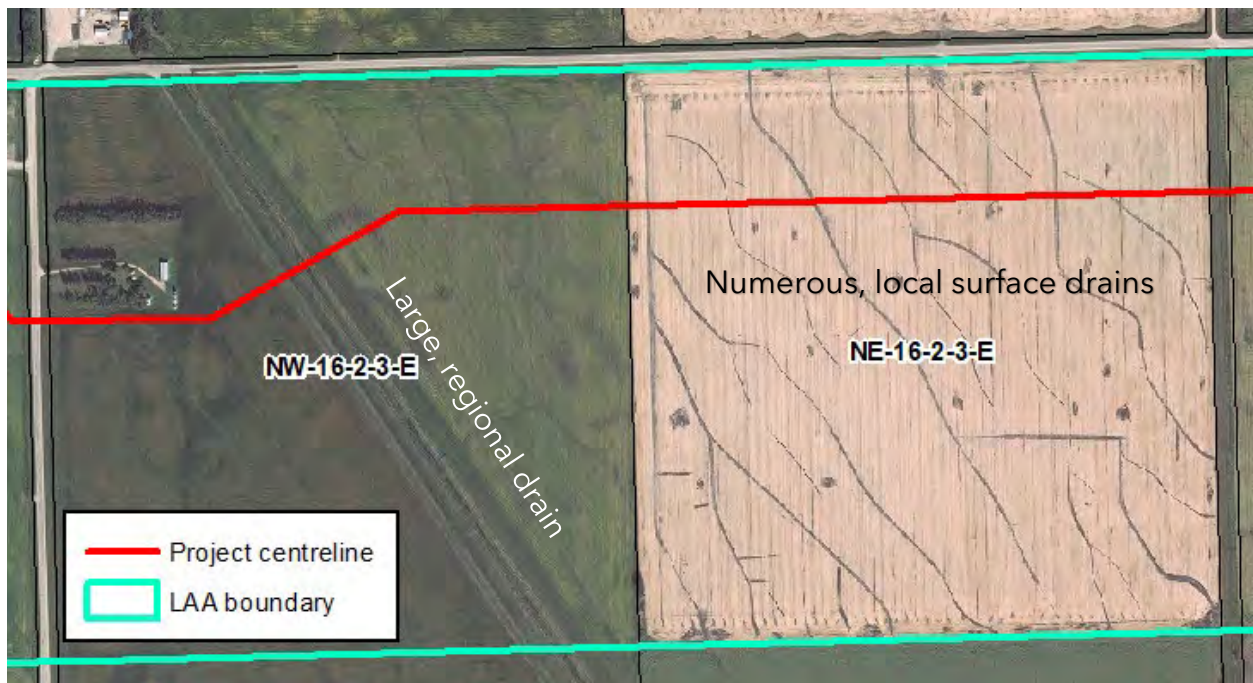 Numerous, local surface drains
NW-16-2-3-E
NE-16-2-3-E
Large, regional drain
Project centreline
LAA boundary